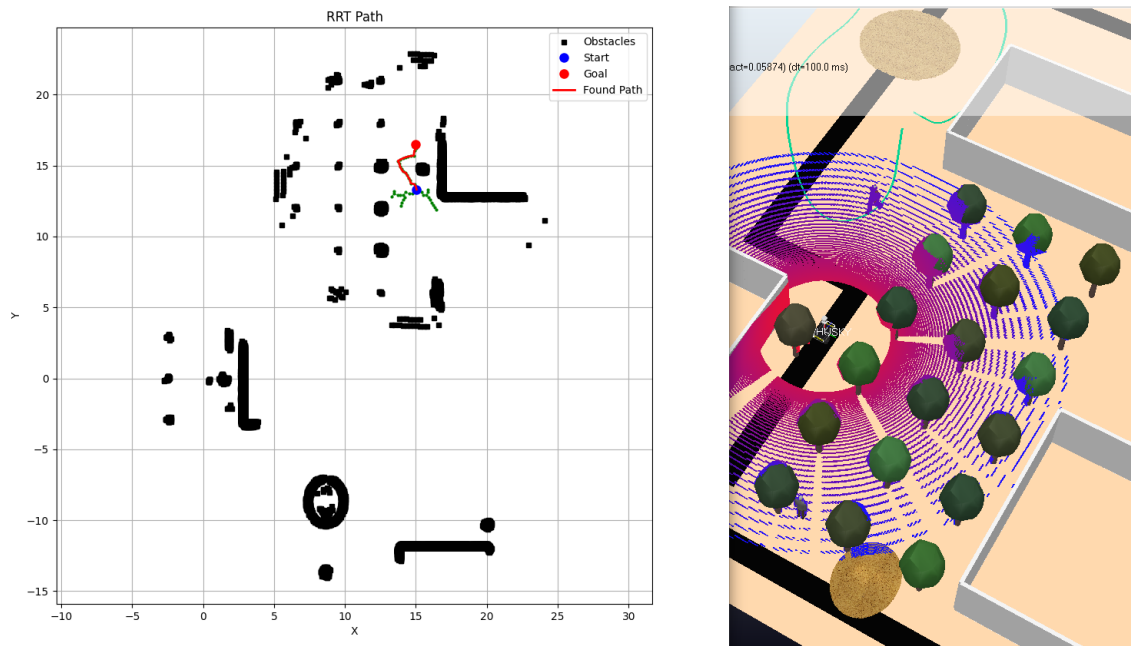 RRT Path
Obstacles
Start
Goal
Found Path
20
15
10
5
0
−5
−10
−15
Y
−10
−5
0
5
10
15
20
25
30
X
act=0.05874) (dt=100.0 ms)
HUSK